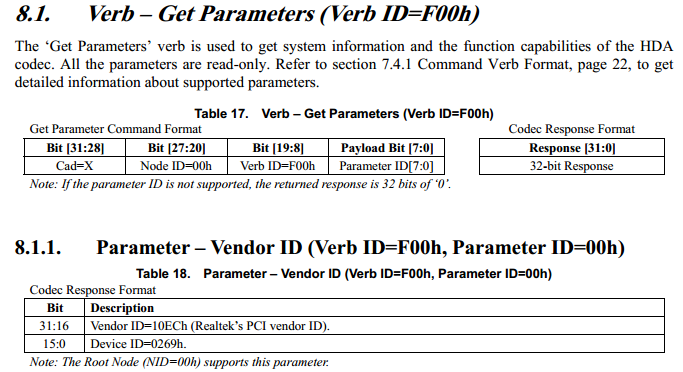 8.1. Verb – Get Parameters (Verb ID=F00h)
The ‘Get Parameters’ verb is used to get system information and the function capabilities of the HDA
codec. All the parameters are read-only. Refer to section 7.4.1 Command Verb Format, page 22, to get
detailed information about supported parameters.
Table 17. Verb – Get Parameters (Verb ID=F00h)
Get Parameter Command Format Codec Response Format
Bit [31:28] Bit [27:20] Bit [19:8] Payload Bit [7:0] Response [31:0]
Cad=X Node ID=00h Verb ID=F00h Parameter ID[7:0] 32-bit Response
Note: If the parameter ID is not supported, the returned response is 32 bits of ‘0’.
8.1.1. Parameter – Vendor ID (Verb ID=F00h, Parameter ID=00h)
Table 18. Parameter – Vendor ID (Verb ID=F00h, Parameter ID=00h)
Codec Response Format
Bit Description
31:16 Vendor ID=10ECh (Realtek’s PCI vendor ID).
15:0 Device ID=0269h.
Note: The Root Node (NID=00h) supports this parameter.